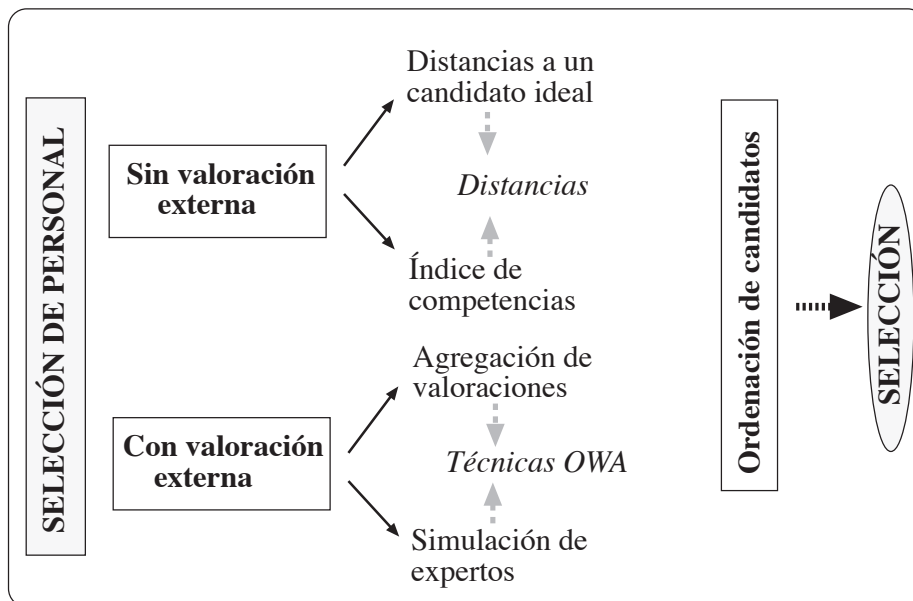 SELECCIÓN DE PERSONAL
Sin valoración
externa
Distancias a un
candidato ideal
Distancias
Índice de
competencias
Con valoración
externa
Agregación de
valoraciones
Técnicas OWA
Simulación de
expertos
Ordenación de candidatos
SELECCIÓN